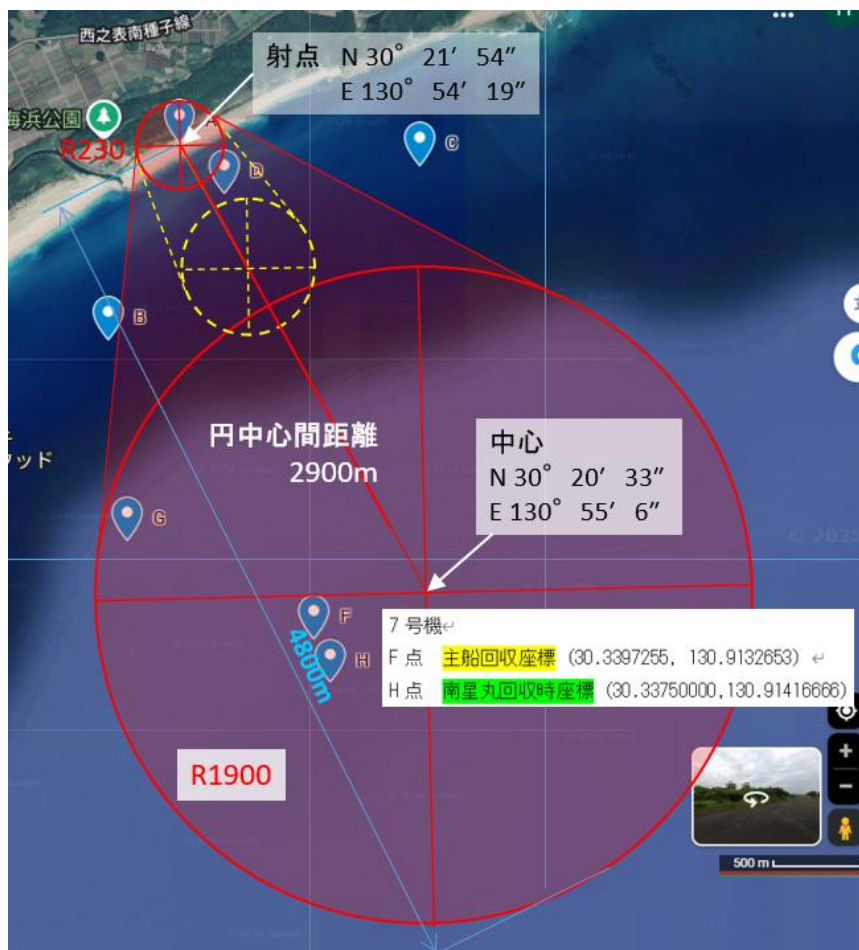 西之表南種子線
射点 N 30° 21′ 54″
E 130° 54′ 19″
海浜公園
A
R230
D
C
B
円中心間距離
2900m
中心
N 30° 20′ 33″
E 130° 55′ 6″
ッド
G
F
H
4800m
7 号機↵
F 点 主船回収座標 (30.3397255, 130.9132653) ↵
H 点 南星丸回収時座標 (30.33750000,130.91416666)
R1900
500 m